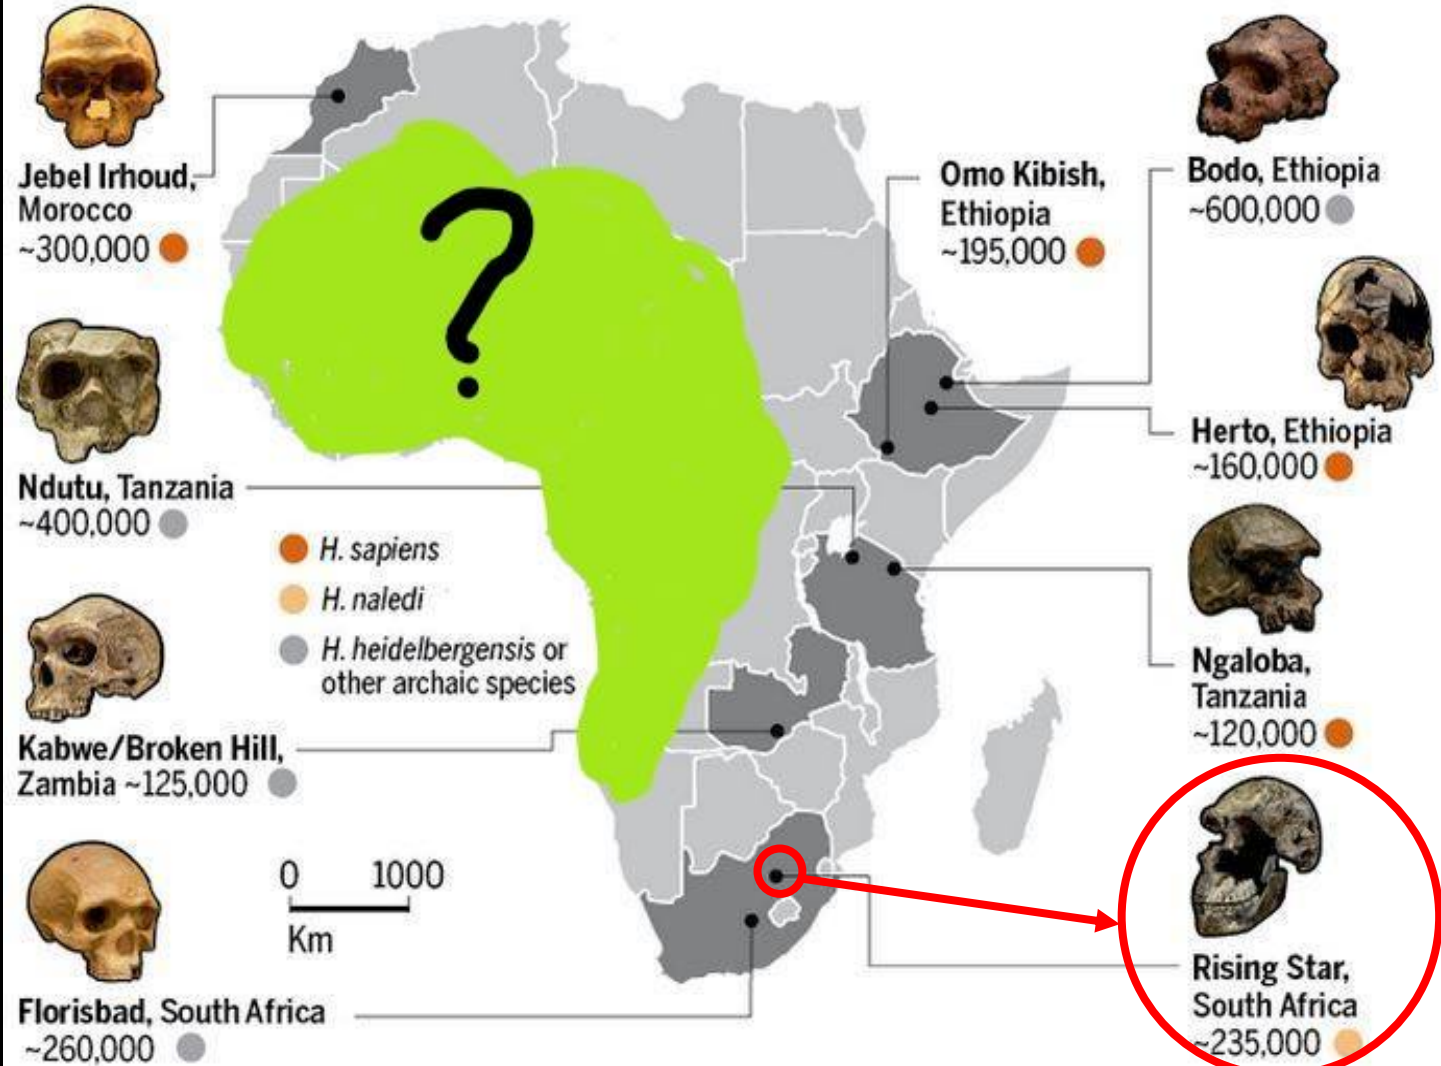 Jebel Irhoud,
Morocco
~300,000
Ndutu, Tanzania
~400,000
Kabwe/Broken Hill,
Zambia ~125,000
Florisbad, South Africa
~260,000
?
H. sapiens
H. naledi
H. heidelbergensis or
other archaic species
0 1000
Km
Omo Kibish,
Ethiopia
~195,000
Bodo, Ethiopia
~600,000
Herto, Ethiopia
~160,000
Ngaloba,
Tanzania
~120,000
Rising Star,
South Africa
~235,000